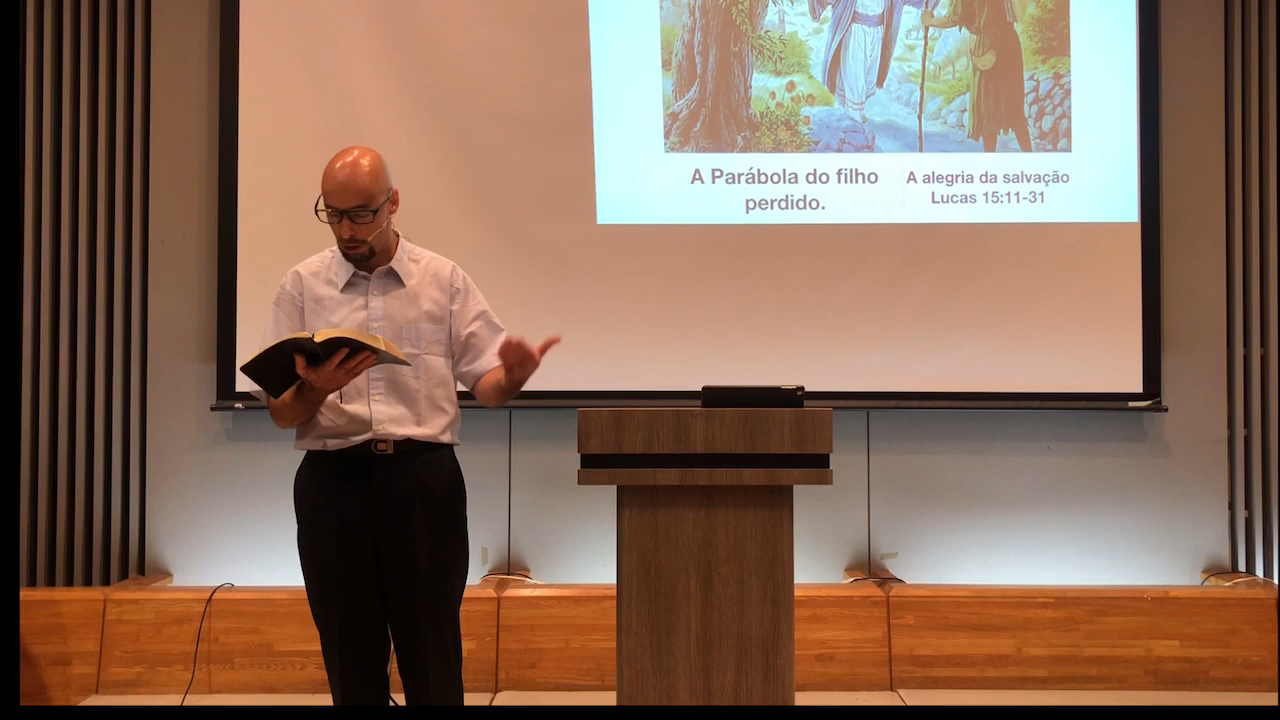 A Parábola do filho
perdido.
A alegria da salvação
Lucas 15:11-31